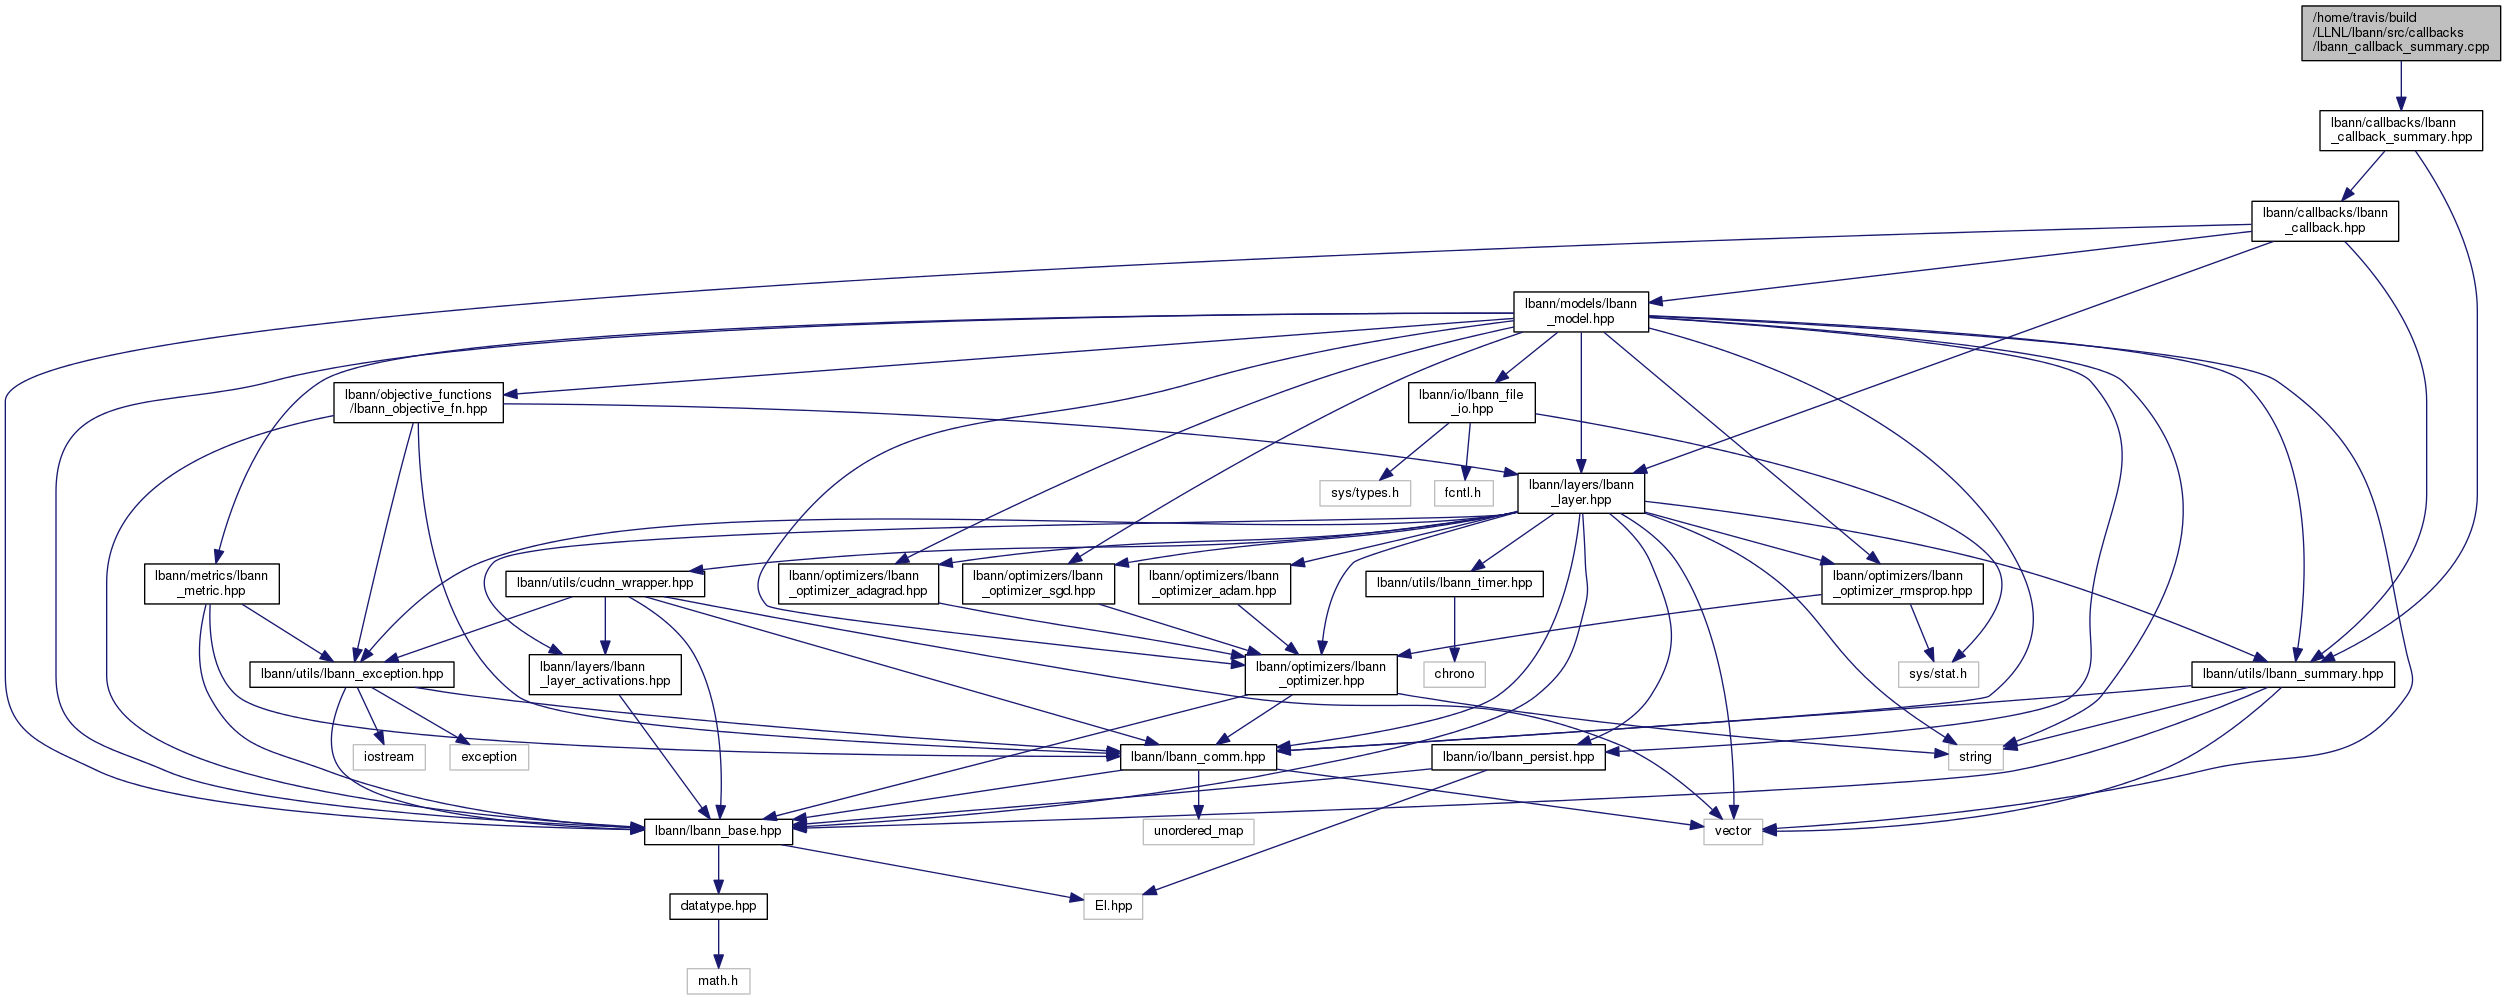 /home/travis/build
/LLNL/lbann/src/callbacks
/lbann_callback_summary.cpp
lbann/callbacks/lbann
_callback_summary.hpp
lbann/callbacks/lbann
_callback.hpp
lbann/models/lbann
_model.hpp
lbann/objective_functions
/lbann_objective_fn.hpp
lbann/io/lbann_file
_io.hpp
sys/types.h
fcntl.h
lbann/layers/lbann
_layer.hpp
lbann/metrics/lbann
_metric.hpp
lbann/utils/cudnn_wrapper.hpp
lbann/optimizers/lbann
_optimizer_adagrad.hpp
lbann/optimizers/lbann
_optimizer_sgd.hpp
lbann/optimizers/lbann
_optimizer_adam.hpp
lbann/utils/lbann_timer.hpp
lbann/optimizers/lbann
_optimizer_rmsprop.hpp
lbann/utils/lbann_exception.hpp
lbann/layers/lbann
_layer_activations.hpp
lbann/optimizers/lbann
_optimizer.hpp
chrono
sys/stat.h
lbann/utils/lbann_summary.hpp
iostream
exception
lbann/lbann_comm.hpp
lbann/io/lbann_persist.hpp
string
lbann/lbann_base.hpp
unordered_map
vector
datatype.hpp
El.hpp
math.h